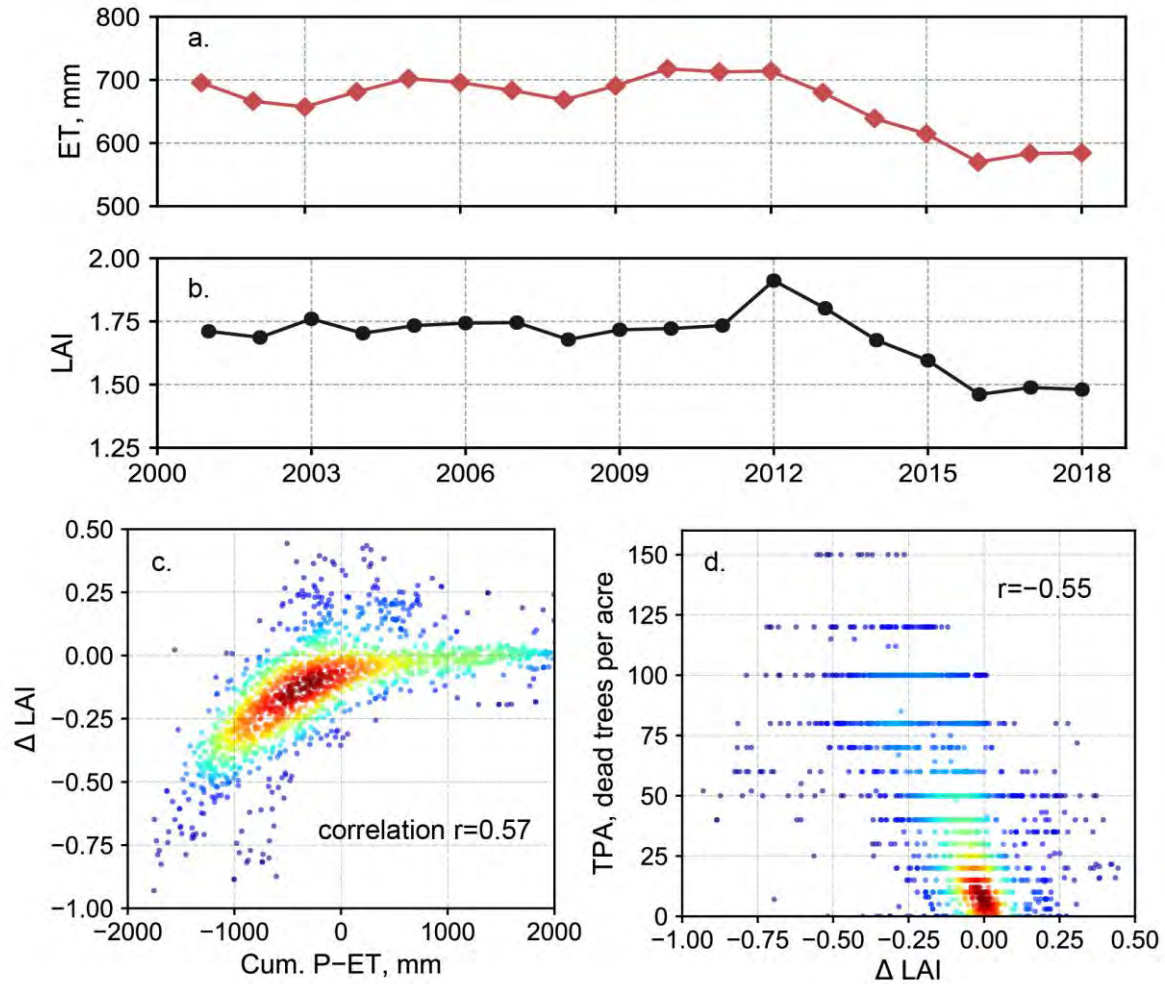 800
a.
700
600
500
ET, mm
2.00
b.
1.75
1.50
1.25
LAI
2000 2003 2006 2009 2012 2015 2018
0.50
c.
0.25
0.00
−0.25
−0.50
−0.75
−1.00
Δ LAI
correlation r=0.57
−2000 −1000 0 1000 2000
Cum. P−ET, mm
150
d.
r=−0.55
125
100
75
50
25
0
TPA, dead trees per acre
−1.00 −0.75 −0.50 −0.25 0.00 0.25 0.50
Δ LAI